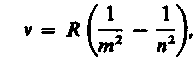 ν = R(1/m² − 1/n²),